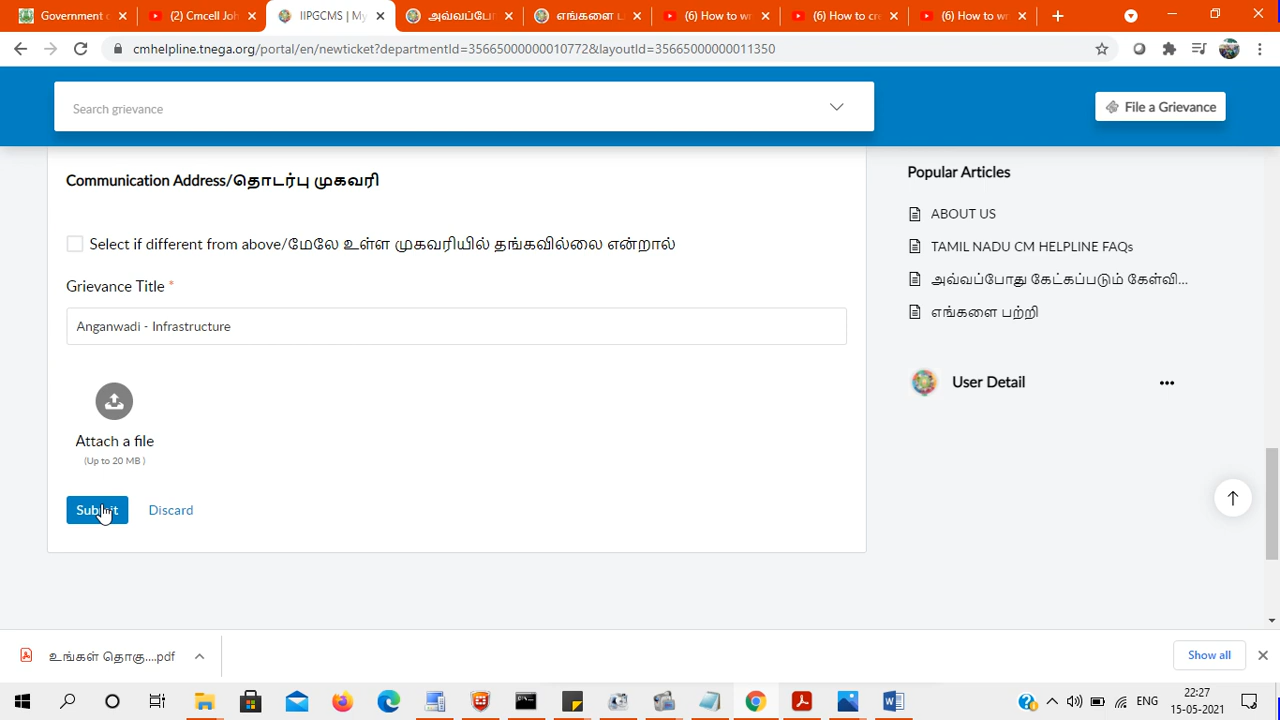 Government o
(2) Cmcell Joh
IIPGCMS | My
அவ்வப்போ
எங்களை ப
(6) How to wr
(6) How to cre
(6) How to wr
cmhelpline.tnega.org/portal/en/newticket?departmentId=35665000000010772&layoutId=35665000000011350
Search grievance
File a Grievance
Communication Address/தொடர்பு முகவரி
Select if different from above/மேலே உள்ள முகவரியில் தங்கவில்லை என்றால்
Grievance Title *
Anganwadi - Infrastructure
Attach a file
(Up to 20 MB )
Submit
Discard
Popular Articles
ABOUT US
TAMIL NADU CM HELPLINE FAQs
அவ்வப்போது கேட்கப்படும் கேள்வி...
எங்களை பற்றி
User Detail
உங்கள் தொகு....pdf
Show all
ENG
22:27
15-05-2021